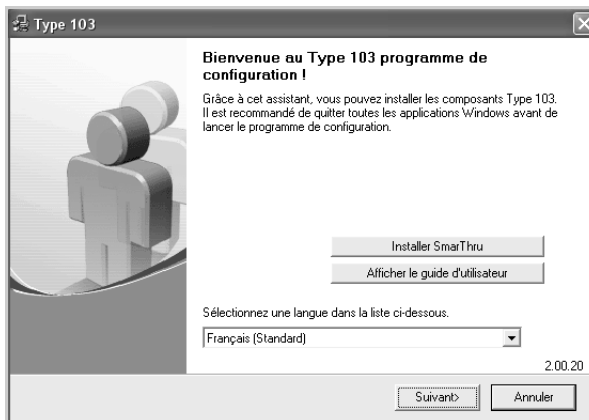 Type 103
Bienvenue au Type 103 programme de
configuration !
Grâce à cet assistant, vous pouvez installer les composants Type 103.
Il est recommandé de quitter toutes les applications Windows avant de
lancer le programme de configuration.
Installer SmarThru
Afficher le guide d'utilisateur
Sélectionnez une langue dans la liste ci-dessous.
Français (Standard)
2.00.20
Suivant>
Annuler